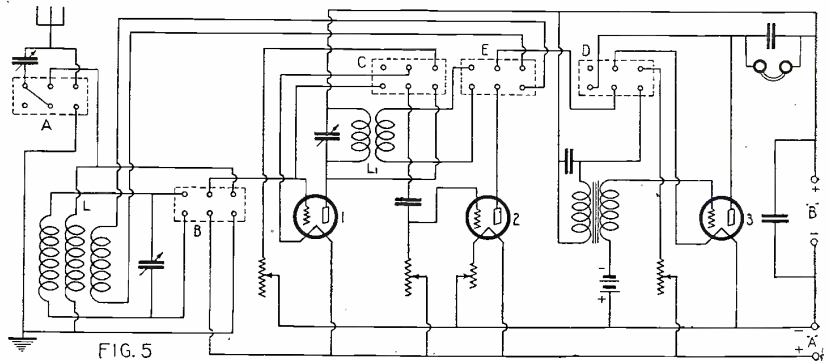 C
E
D
A
L₁
L
B
1
2
3
+
"B"
-
-
+
-
"A"
+
FIG. 5